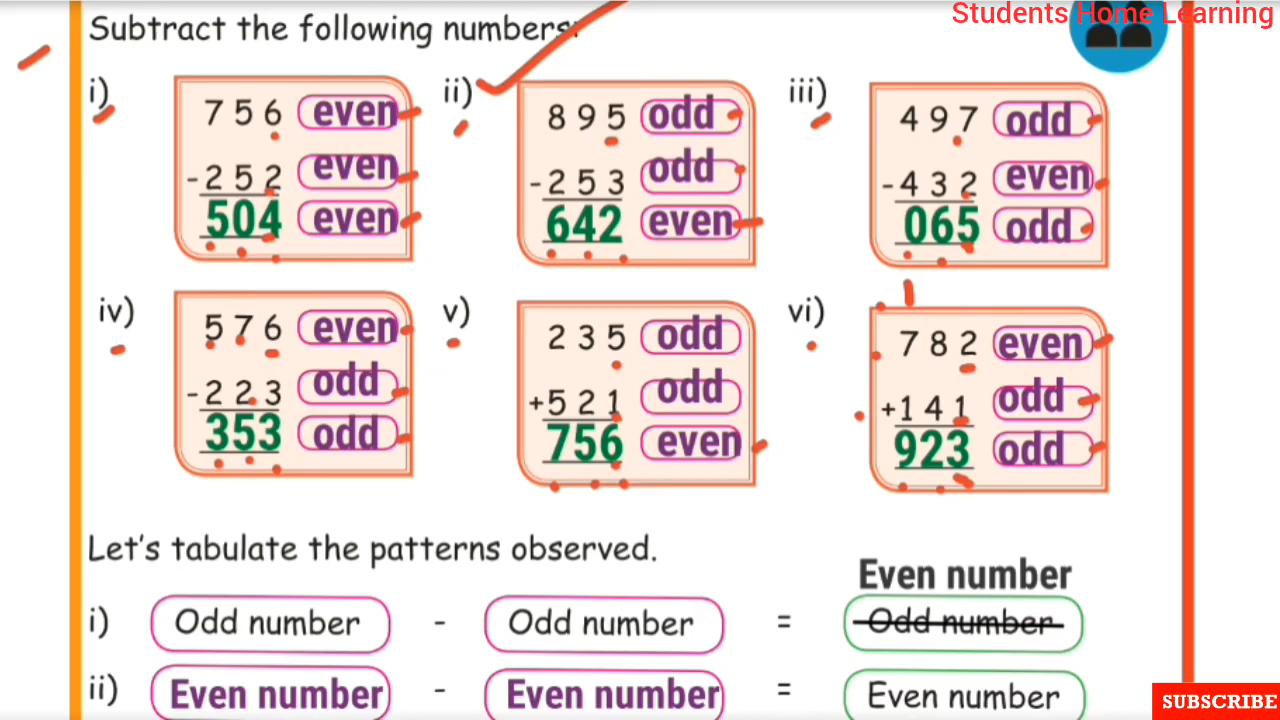 Students Home Learning
Subtract the following numbers:
i)
7 5 6 even
-2 5 2 even
504 even
ii)
8 9 5 odd
-2 5 3 odd
642 even
iii)
4 9 7 odd
-4 3 2 even
065 odd
iv)
5 7 6 even
-2 2 3 odd
353 odd
v)
2 3 5 odd
+5 2 1 odd
756 even
vi)
1
7 8 2 even
+1 4 1 odd
923 odd
Let's tabulate the patterns observed.
Even number
i) Odd number - Odd number = Odd number
ii) Even number - Even number = Even number
SUBSCRIBE